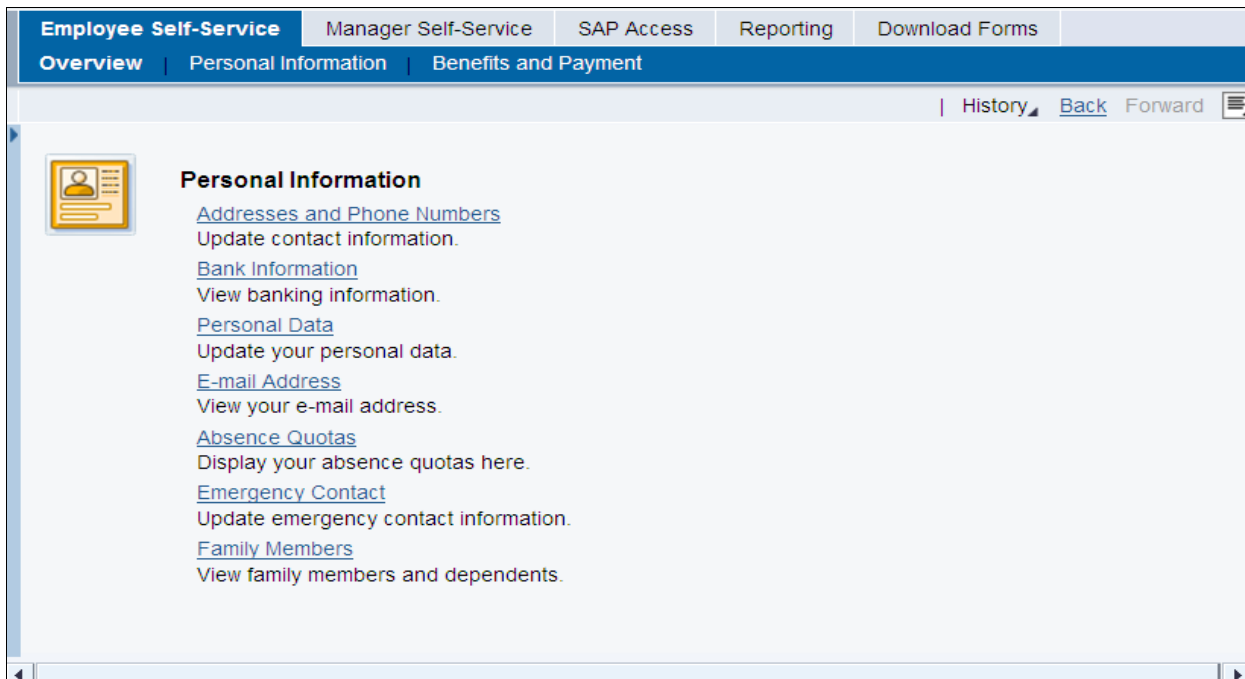 Employee Self-Service Manager Self-Service SAP Access Reporting Download Forms
Overview | Personal Information | Benefits and Payment
| History Back Forward
Personal Information
Addresses and Phone Numbers
Update contact information.
Bank Information
View banking information.
Personal Data
Update your personal data.
E-mail Address
View your e-mail address.
Absence Quotas
Display your absence quotas here.
Emergency Contact
Update emergency contact information.
Family Members
View family members and dependents.